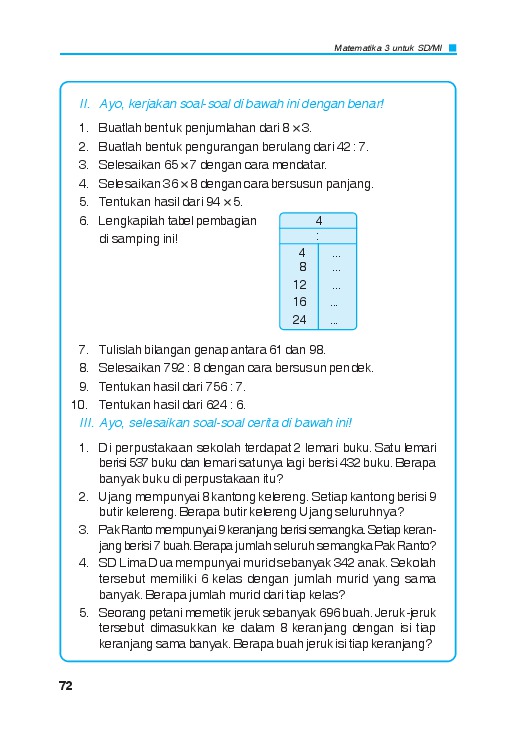 Matematika 3 untuk SD/MI
II. Ayo, kerjakan soal-soal di bawah ini dengan benar!
1. Buatlah bentuk penjumlahan dari 8 × 3.
2. Buatlah bentuk pengurangan berulang dari 42 : 7.
3. Selesaikan 65 × 7 dengan cara mendatar.
4. Selesaikan 36 × 8 dengan cara bersusun panjang.
5. Tentukan hasil dari 94 × 5.
6. Lengkapilah tabel pembagian
di samping ini!
4
:
4 ...
8 ...
12 ...
16 ...
24 ...
7. Tulislah bilangan genap antara 61 dan 98.
8. Selesaikan 792 : 8 dengan cara bersusun pendek.
9. Tentukan hasil dari 756 : 7.
10. Tentukan hasil dari 624 : 6.
III. Ayo, selesaikan soal-soal cerita di bawah ini!
1. Di perpustakaan sekolah terdapat 2 lemari buku. Satu lemari
berisi 537 buku dan lemari satunya lagi berisi 432 buku. Berapa
banyak buku di perpustakaan itu?
2. Ujang mempunyai 8 kantong kelereng. Setiap kantong berisi 9
butir kelereng. Berapa butir kelereng Ujang seluruhnya?
3. Pak Ranto mempunyai 9 keranjang berisi semangka. Setiap keran-
jang berisi 7 buah. Berapa jumlah seluruh semangka Pak Ranto?
4. SD Lima Dua mempunyai murid sebanyak 342 anak. Sekolah
tersebut memiliki 6 kelas dengan jumlah murid yang sama
banyak. Berapa jumlah murid dari tiap kelas?
5. Seorang petani memetik jeruk sebanyak 696 buah. Jeruk-jeruk
tersebut dimasukkan ke dalam 8 keranjang dengan isi tiap
keranjang sama banyak. Berapa buah jeruk isi tiap keranjang?
72